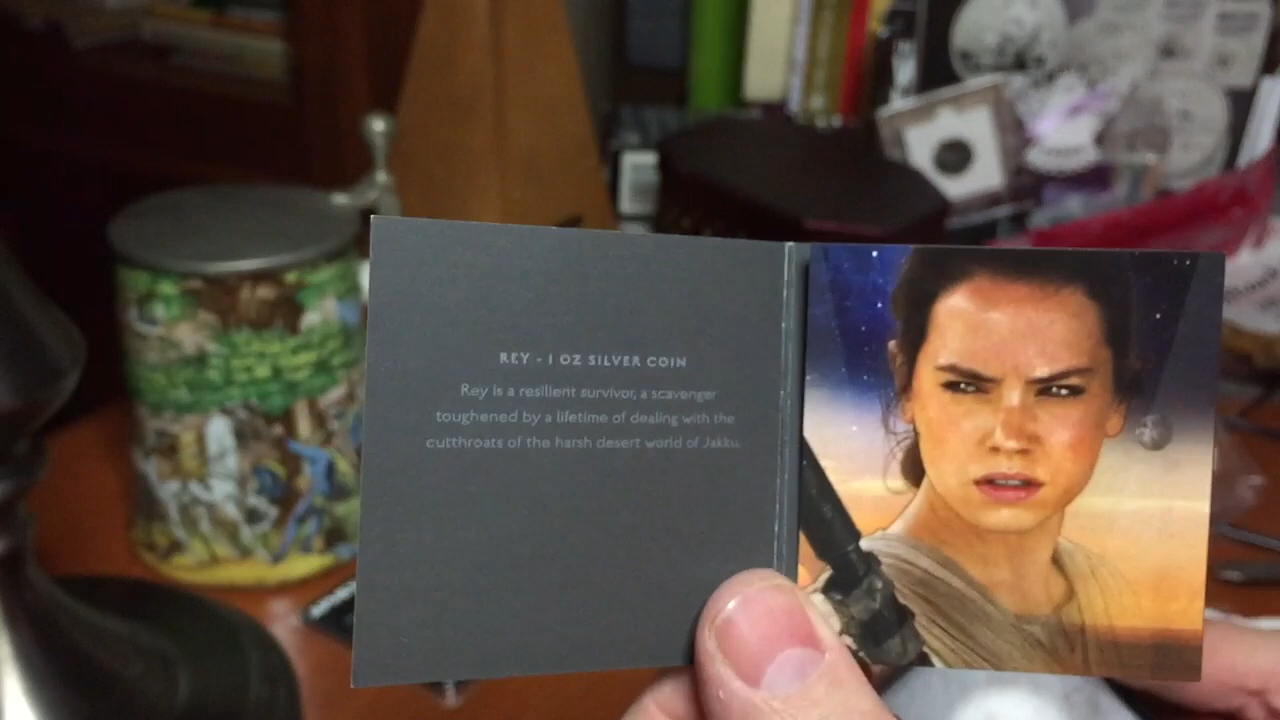 REY - 1 OZ SILVER COIN
Rey is a resilient survivor, a scavenger
toughened by a lifetime of dealing with the
cutthroats of the harsh desert world of Jakku.